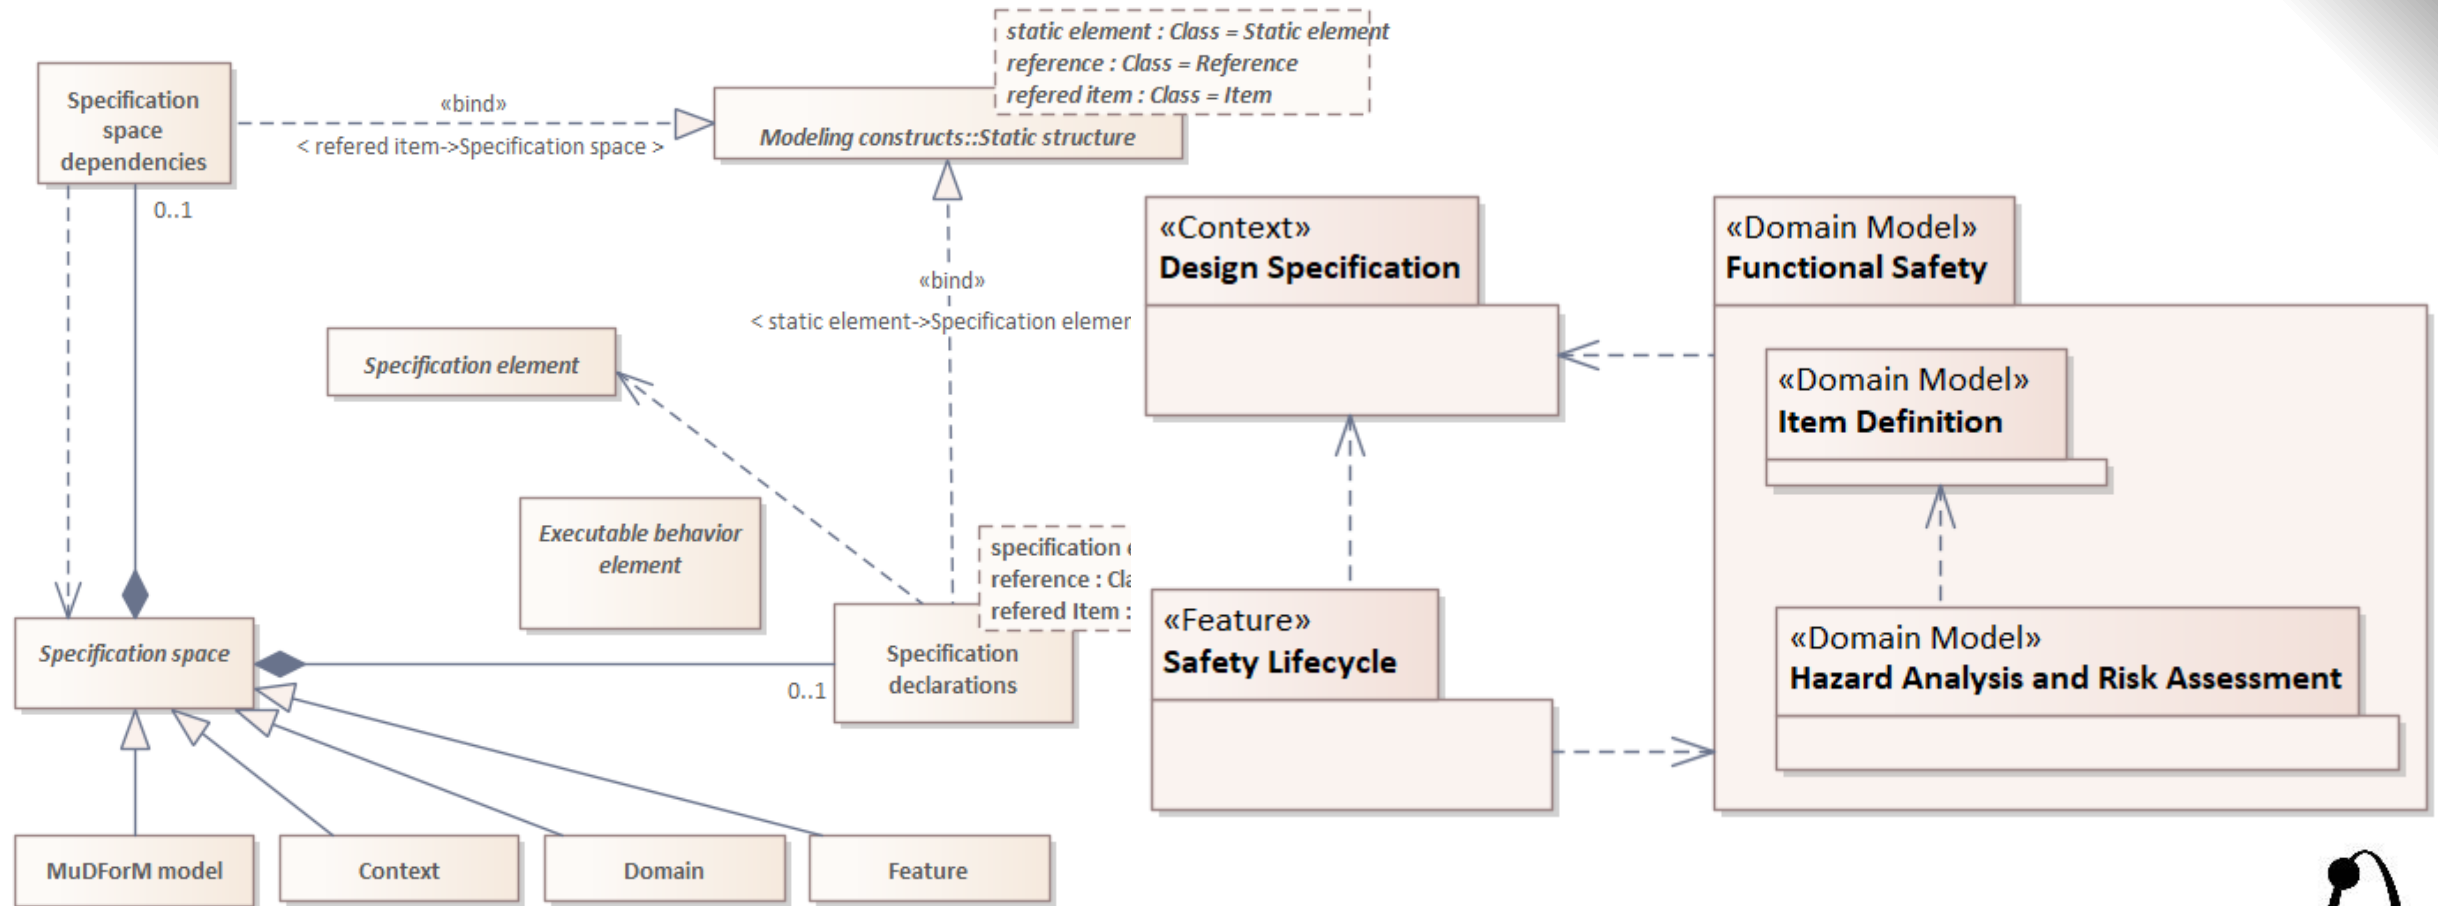 static element : Class = Static element
reference : Class = Reference
refered item : Class = Item
Specification
space
dependencies
«bind»
< refered item->Specification space >
Modeling constructs::Static structure
0..1
«bind»
< static element->Specification
Specification element
Executable behavior
element
specification
reference :
refered Item :
Specification
declarations
Specification space
0..1
MuDForM model
Context
Domain
Feature
«Context»
Design Specification
«Domain Model»
Functional Safety
«Domain Model»
Item Definition
«Feature»
Safety Lifecycle
«Domain Model»
Hazard Analysis and Risk Assessment